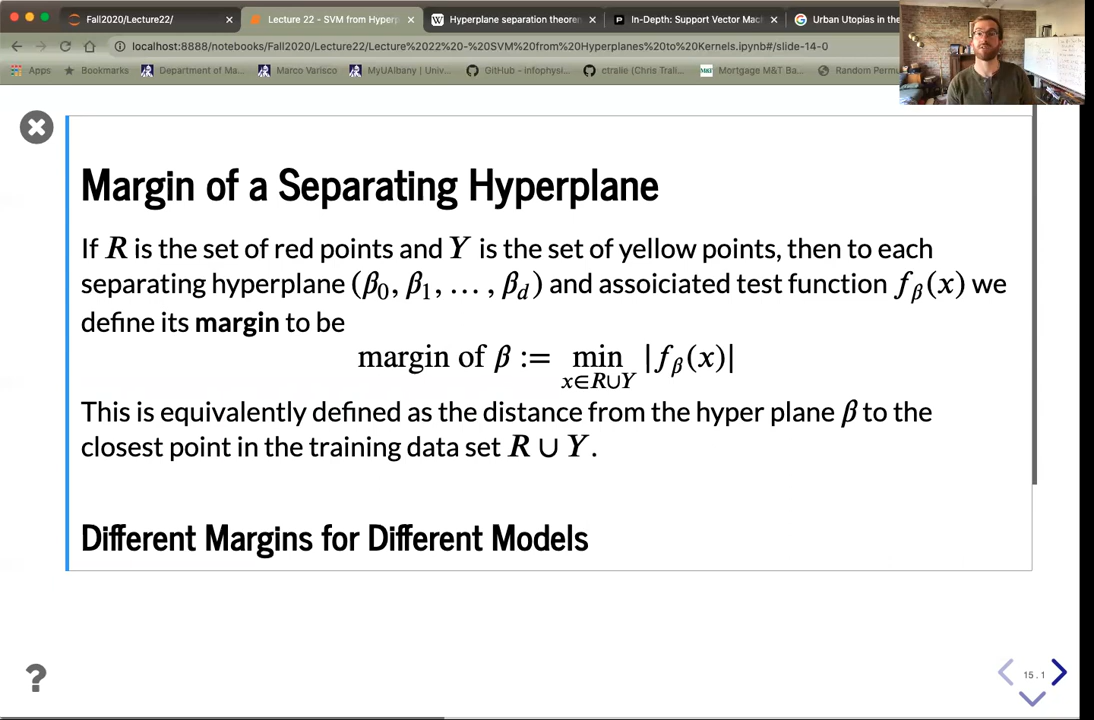 Fall2020/Lecture22/
Lecture 22 - SVM from Hyperp
Hyperplane separation theorem
In-Depth: Support Vector Mac
Urban Utopias in the
localhost:8888/notebooks/Fall2020/Lecture22/Lecture%2022%20-%20SVM%20from%20Hyperplanes%20to%20Kernels.ipynb#/slide-14-0
Apps
Bookmarks
Department of Ma...
Marco Varisco
MyUAlbany | Univ...
GitHub - infophysi...
ctralie (Chris Trali...
M&T
Mortgage M&T Ba...
Random Permu
Margin of a Separating Hyperplane
If R is the set of red points and Y is the set of yellow points, then to each
separating hyperplane (β₀, β₁, … , β_d) and assoiciated test function f_β(x) we
define its margin to be
margin of β := min |f_β(x)|
x∈R∪Y
This is equivalently defined as the distance from the hyper plane β to the
closest point in the training data set R ∪ Y.
Different Margins for Different Models
?
15 . 1